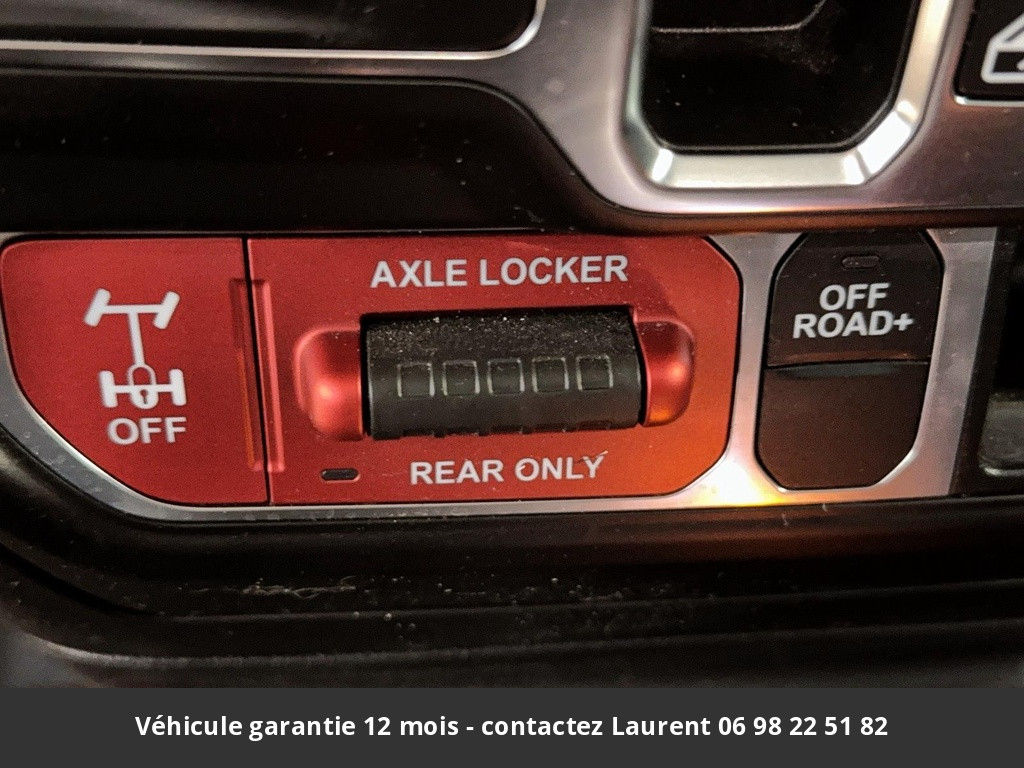 AXLE LOCKER
OFF
ROAD+
OFF
REAR ONLY
Véhicule garantie 12 mois - contactez Laurent 06 98 22 51 82